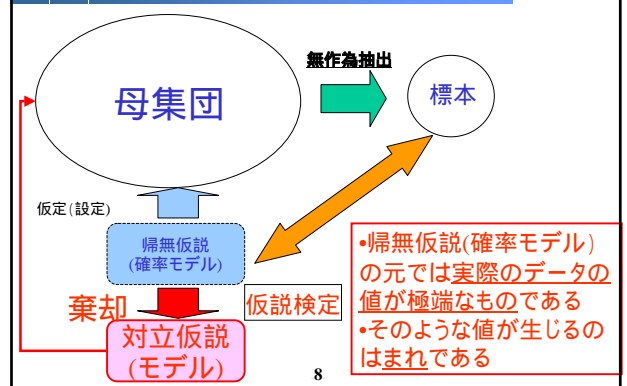 無作為抽出
母集団
標本
仮定(設定)
帰無仮説
(確率モデル)
棄却
仮説検定
対立仮説
(モデル)
•帰無仮説(確率モデル)
の元では実際のデータの
値が極端なものである
•そのような値が生じるの
はまれである
8